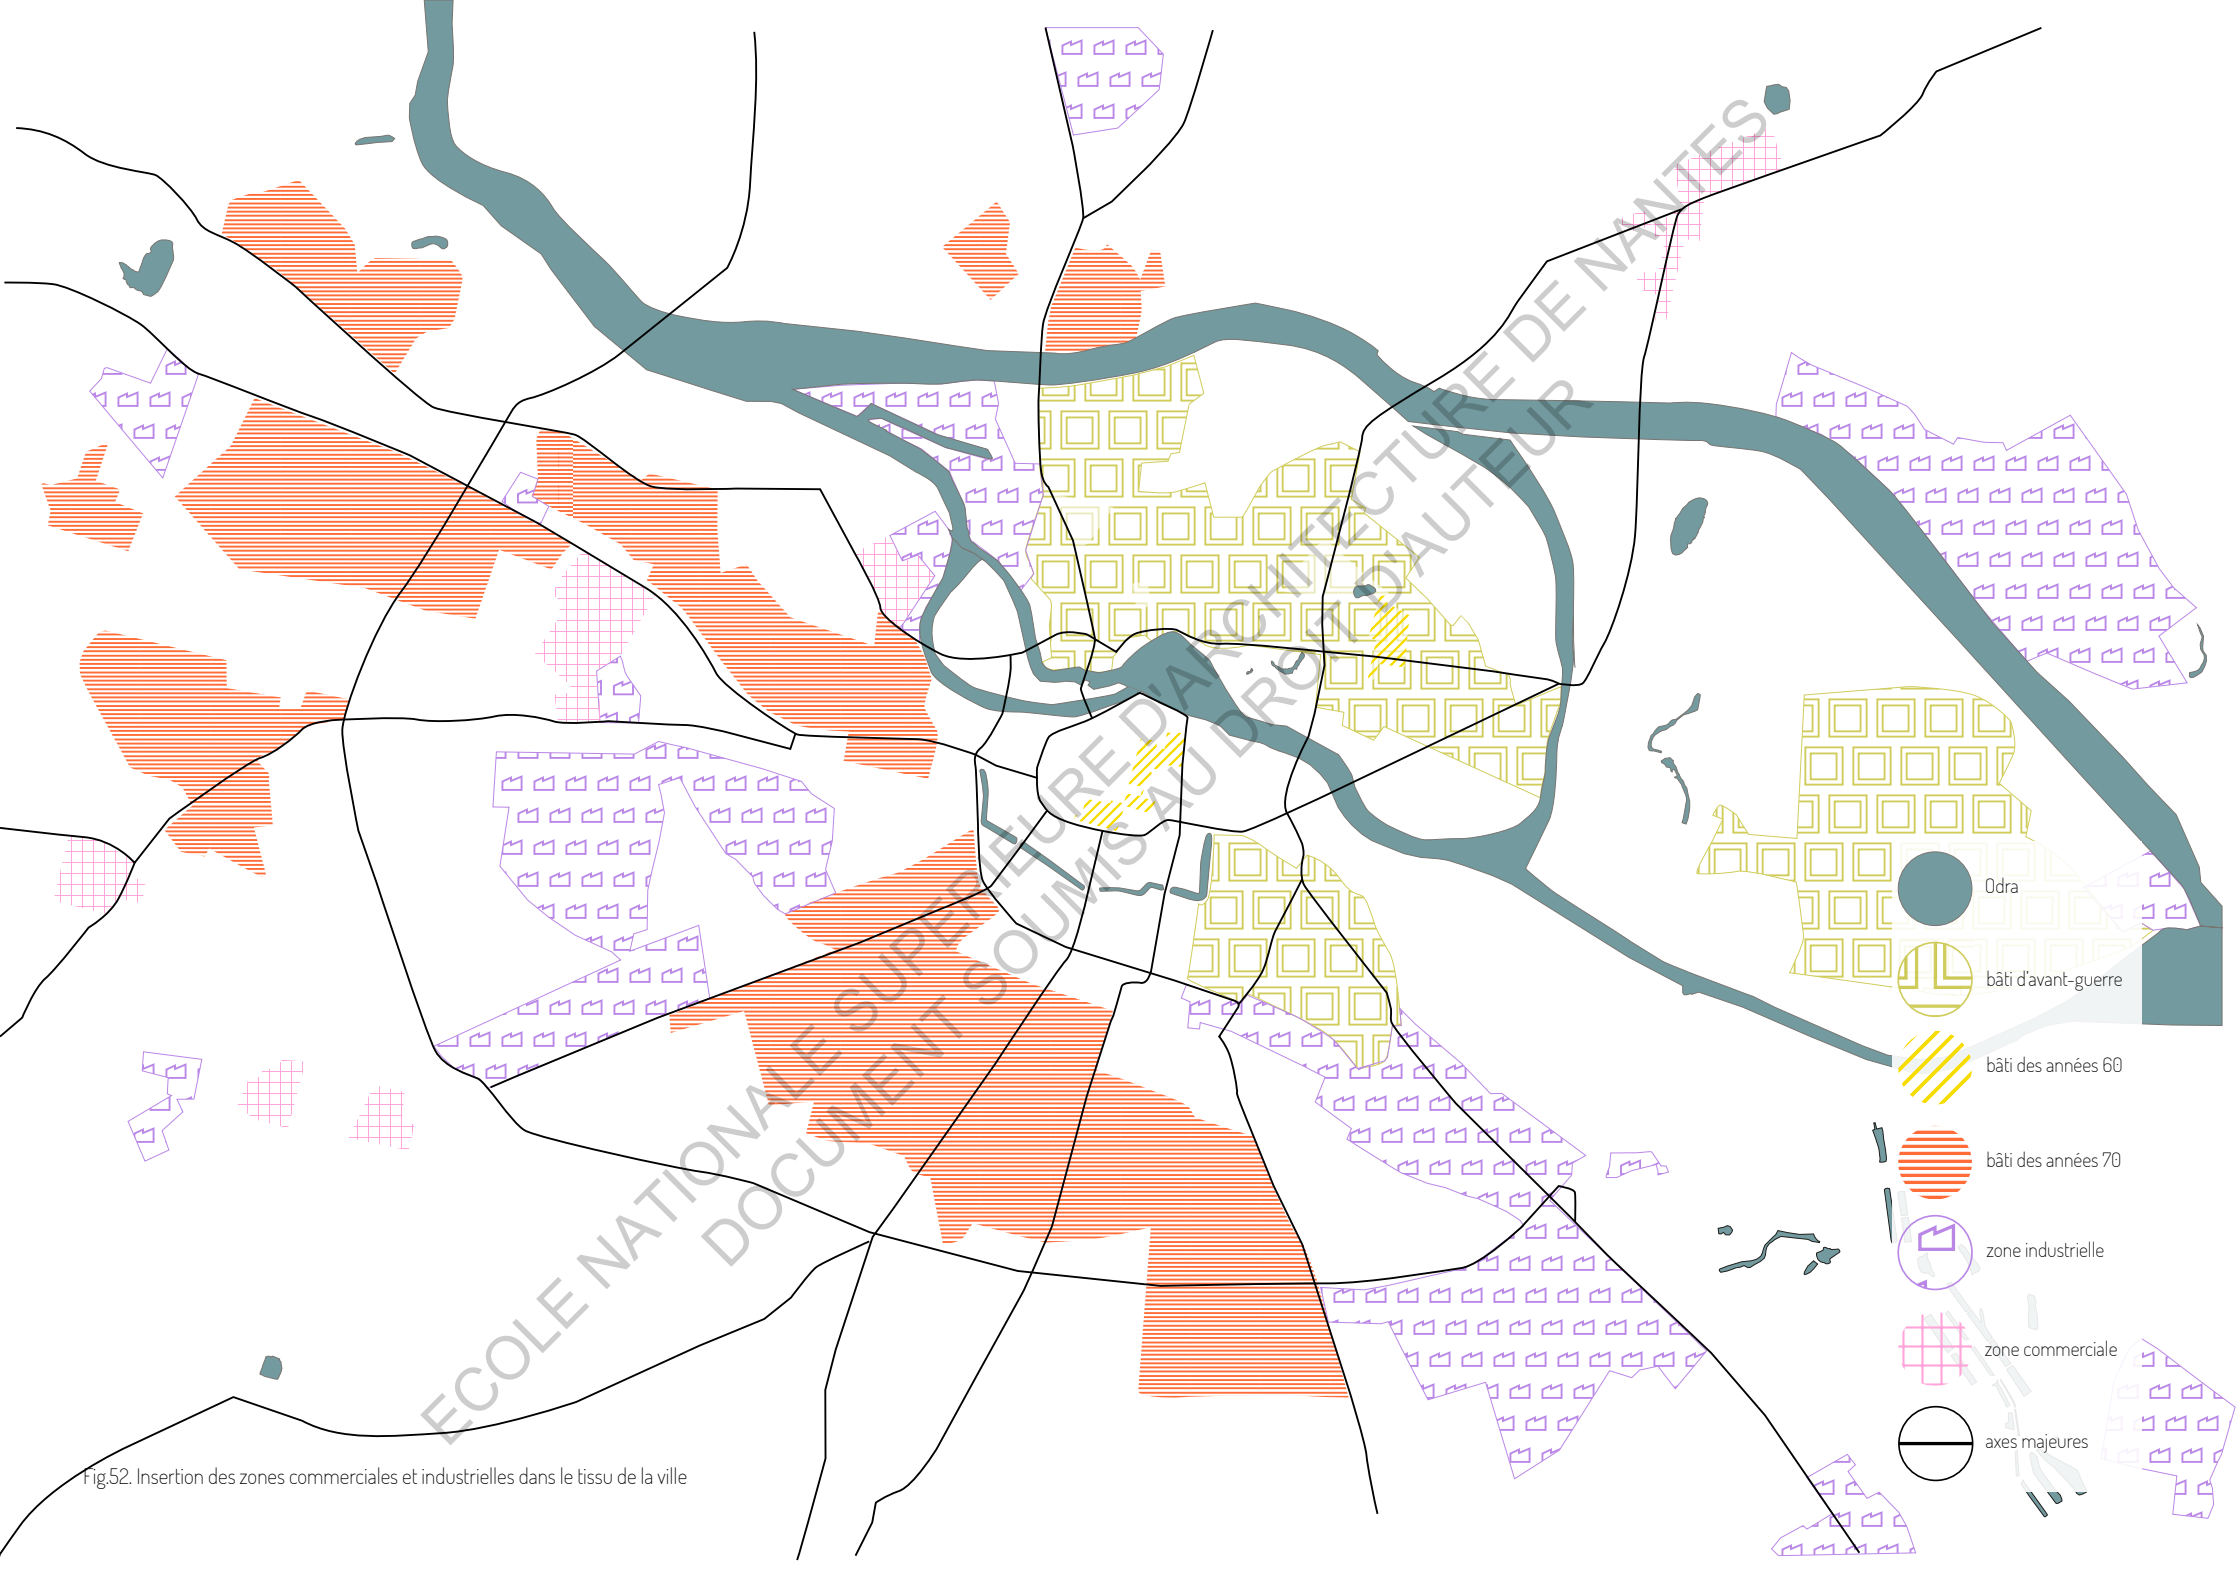 ECOLE NATIONALE SUPERIEURE D'ARCHITECTURE DE NANTES
DOCUMENT SOUMIS AU DROIT D'AUTEUR
Odra
bâti d'avant-guerre
bâti des années 60
bâti des années 70
zone industrielle
zone commerciale
axes majeures
Fig.52. Insertion des zones commerciales et industrielles dans le tissu de la ville